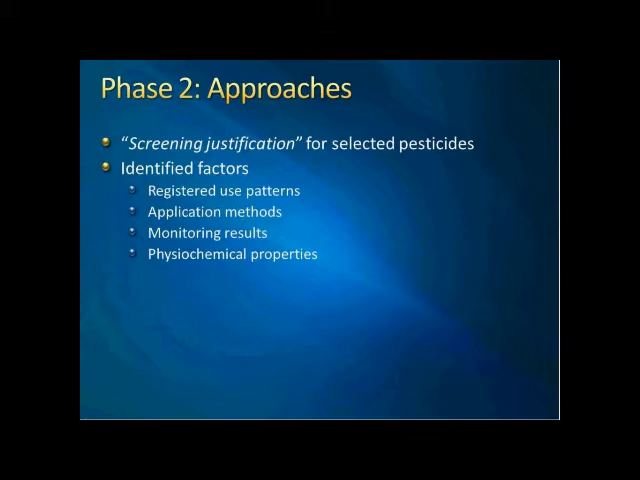 Phase 2: Approaches
“Screening justification” for selected pesticides
Identified factors
Registered use patterns
Application methods
Monitoring results
Physiochemical properties